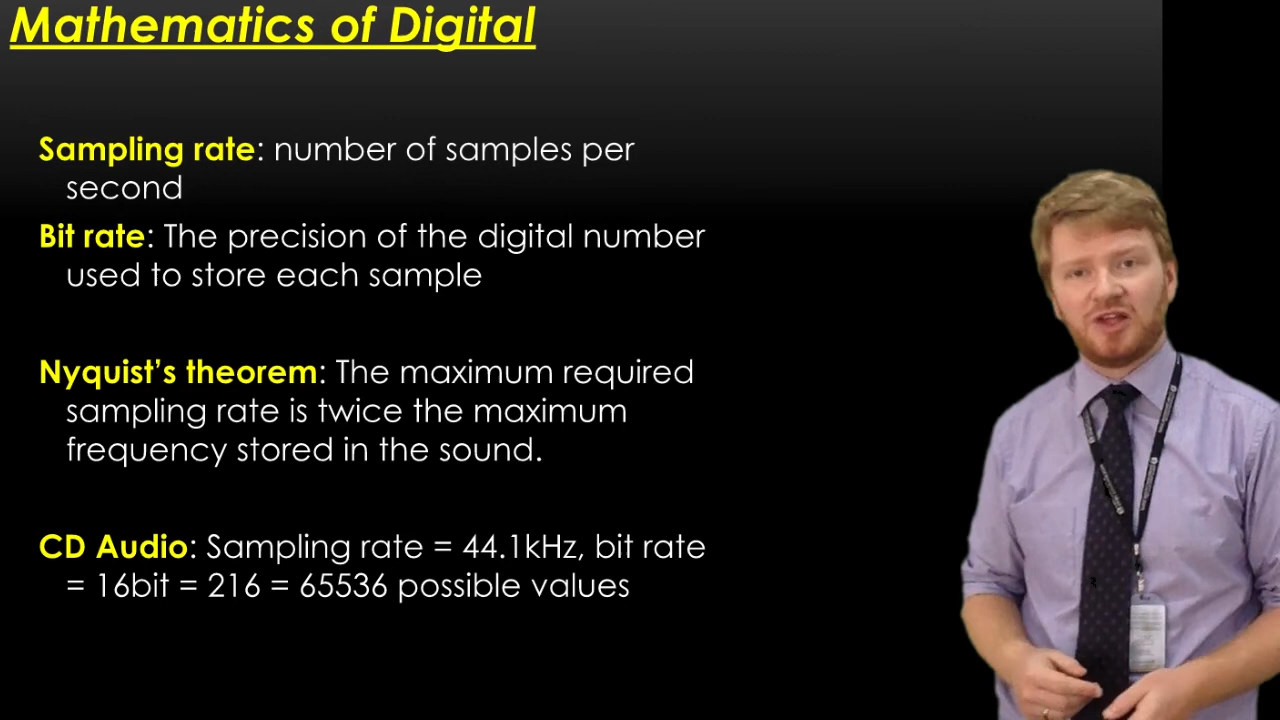 Mathematics of Digital
Sampling rate: number of samples per
second
Bit rate: The precision of the digital number
used to store each sample
Nyquist’s theorem: The maximum required
sampling rate is twice the maximum
frequency stored in the sound.
CD Audio: Sampling rate = 44.1kHz, bit rate
= 16bit = 216 = 65536 possible values